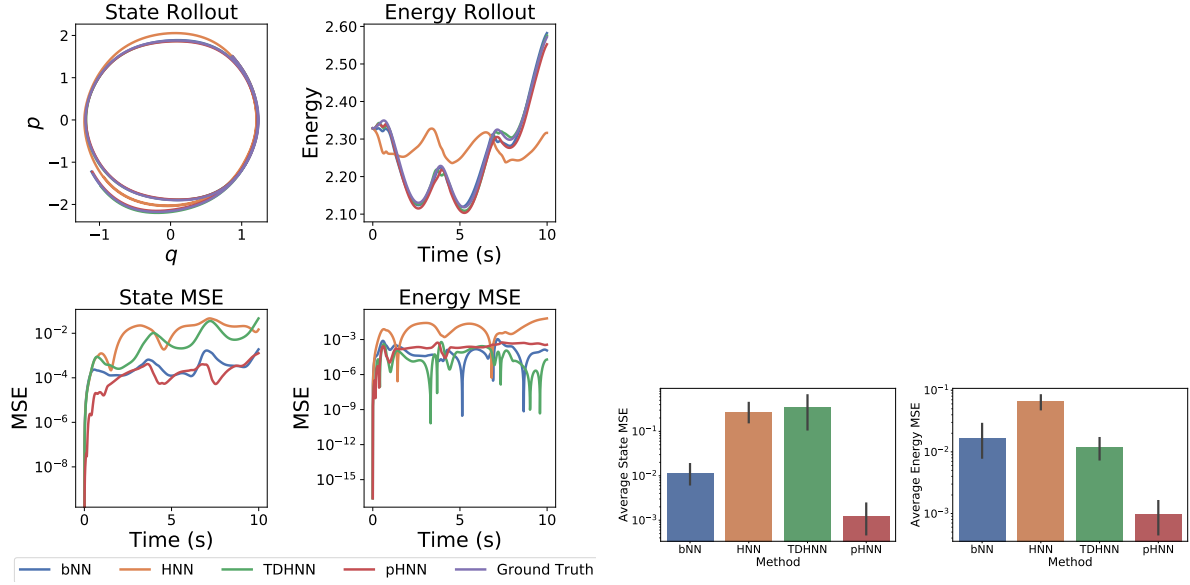 State Rollout
2
1
0
−1
−2
p
−1
0
1
q
Energy Rollout
2.60
2.50
2.40
2.30
2.20
2.10
Energy
0
5
10
Time (s)
State MSE
10⁻²
10⁻⁴
10⁻⁶
10⁻⁸
MSE
0
5
10
Time (s)
Energy MSE
10⁻³
10⁻⁶
10⁻⁹
10⁻¹²
10⁻¹⁵
MSE
0
5
10
Time (s)
bNN HNN TDHNN pHNN Ground Truth
Average State MSE
10⁻¹
10⁻²
10⁻³
bNN HNN TDHNN pHNN
Method
Average Energy MSE
10⁻¹
10⁻²
10⁻³
bNN HNN TDHNN pHNN
Method